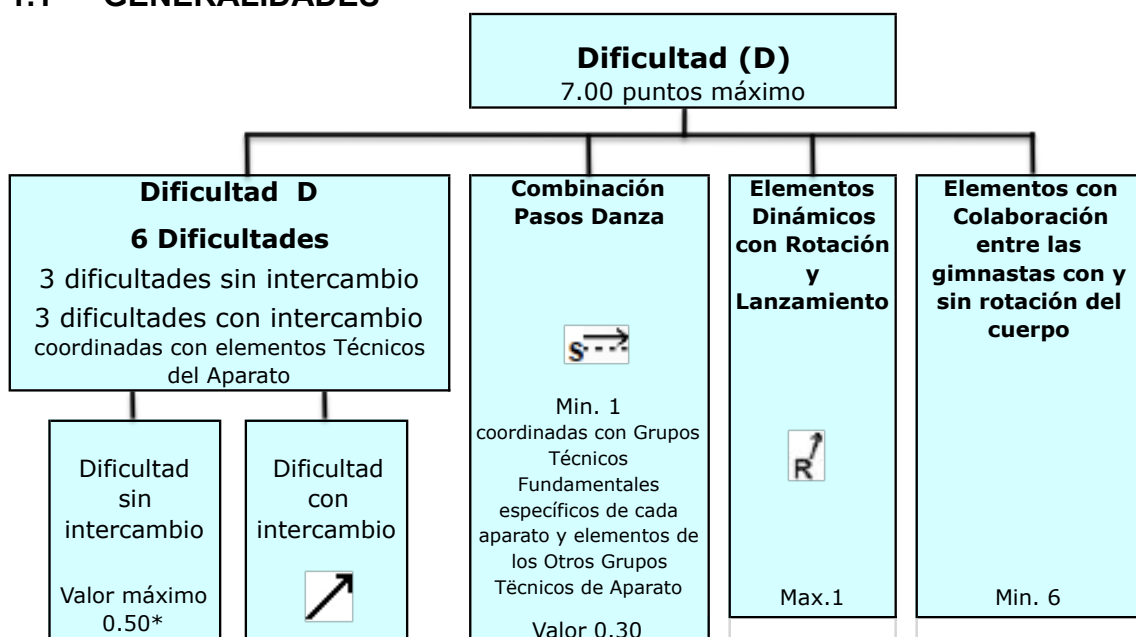 1.1 GENERALIDADES
Dificultad (D)
7.00 puntos máximo
Dificultad D
6 Dificultades
3 dificultades sin intercambio
3 dificultades con intercambio
coordinadas con elementos Técnicos
del Aparato
Dificultad
sin
intercambio
Valor máximo
0.50*
Dificultad
con
intercambio
Combinación
Pasos Danza
S
Min. 1
coordinadas con Grupos
Técnicos
Fundamentales
específicos de cada
aparato y elementos de
los Otros Grupos
Tëcnicos de Aparato
Valor 0.30
Elementos
Dinámicos
con Rotación
y
Lanzamiento
R
Max.1
Elementos con
Colaboración
entre las
gimnastas con y
sin rotación del
cuerpo
Min. 6